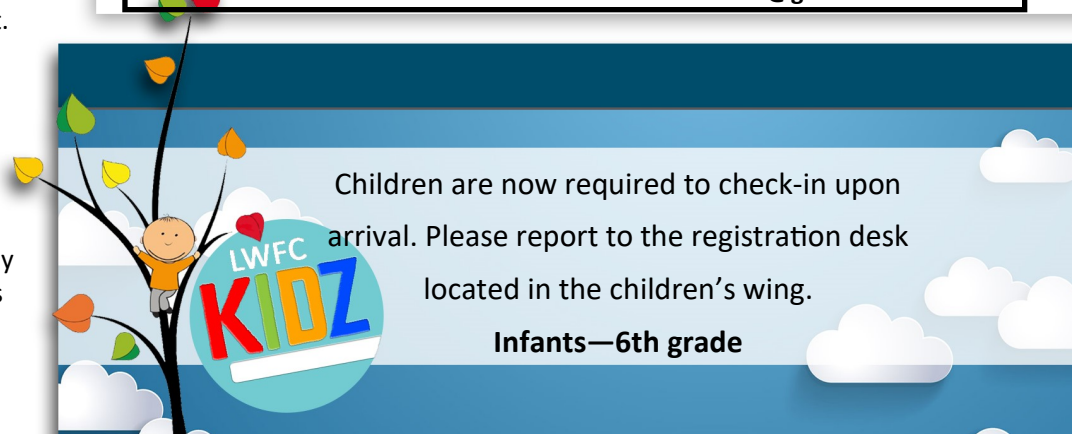 Children are now required to check-in upon
arrival. Please report to the registration desk
located in the children's wing.
Infants—6th grade
LWFC
KIDZ